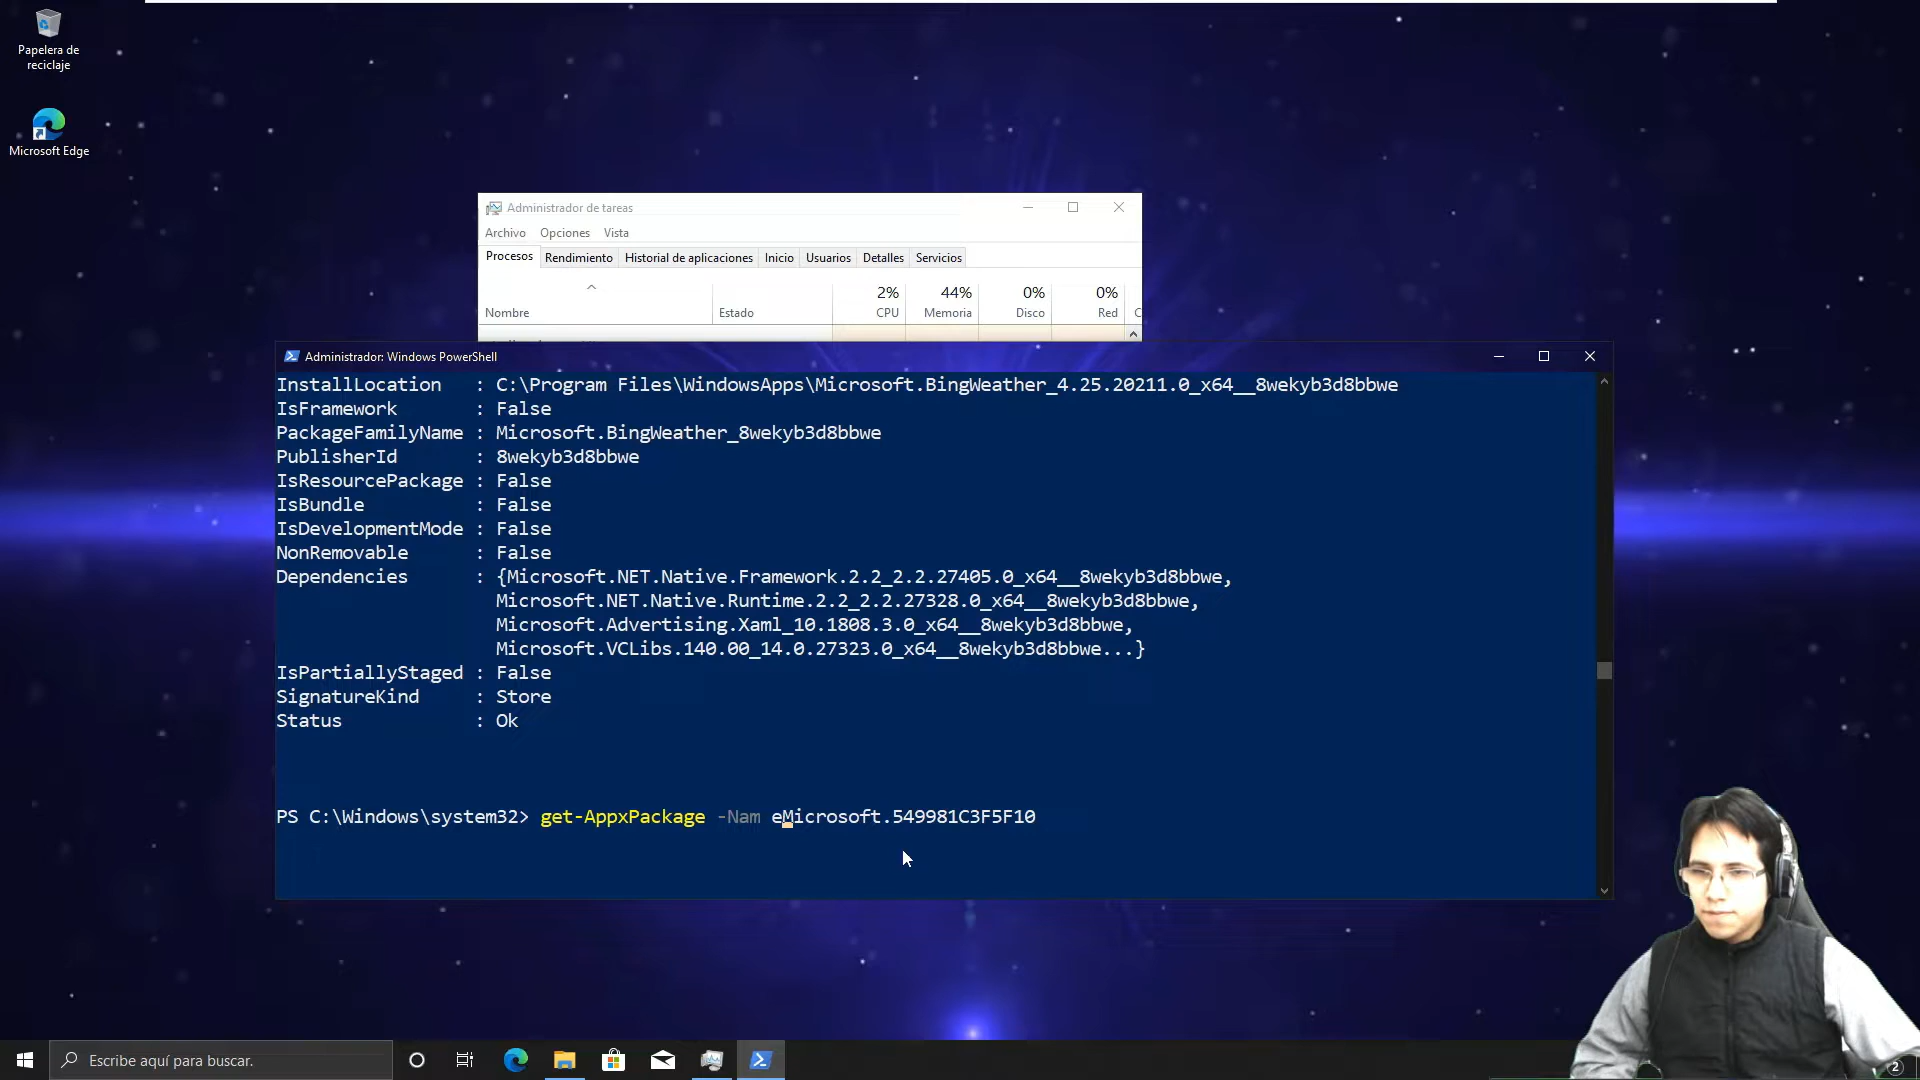 Papelera de
reciclaje
Microsoft Edge
Administrador de tareas
Archivo Opciones Vista
Procesos Rendimiento Historial de aplicaciones Inicio Usuarios Detalles Servicios
2% 44% 0% 0%
Nombre Estado CPU Memoria Disco Red C
Administrador: Windows PowerShell
InstallLocation : C:\Program Files\WindowsApps\Microsoft.BingWeather_4.25.20211.0_x64__8wekyb3d8bbwe
IsFramework : False
PackageFamilyName : Microsoft.BingWeather_8wekyb3d8bbwe
PublisherId : 8wekyb3d8bbwe
IsResourcePackage : False
IsBundle : False
IsDevelopmentMode : False
NonRemovable : False
Dependencies : {Microsoft.NET.Native.Framework.2.2_2.2.27405.0_x64__8wekyb3d8bbwe,
Microsoft.NET.Native.Runtime.2.2_2.2.27328.0_x64__8wekyb3d8bbwe,
Microsoft.Advertising.Xaml_10.1808.3.0_x64__8wekyb3d8bbwe,
Microsoft.VCLibs.140.00_14.0.27323.0_x64__8wekyb3d8bbwe...}
IsPartiallyStaged : False
SignatureKind : Store
Status : Ok
PS C:\Windows\system32> get-AppxPackage -Nam eMicrosoft.549981C3F5F10
Escribe aquí para buscar.
2